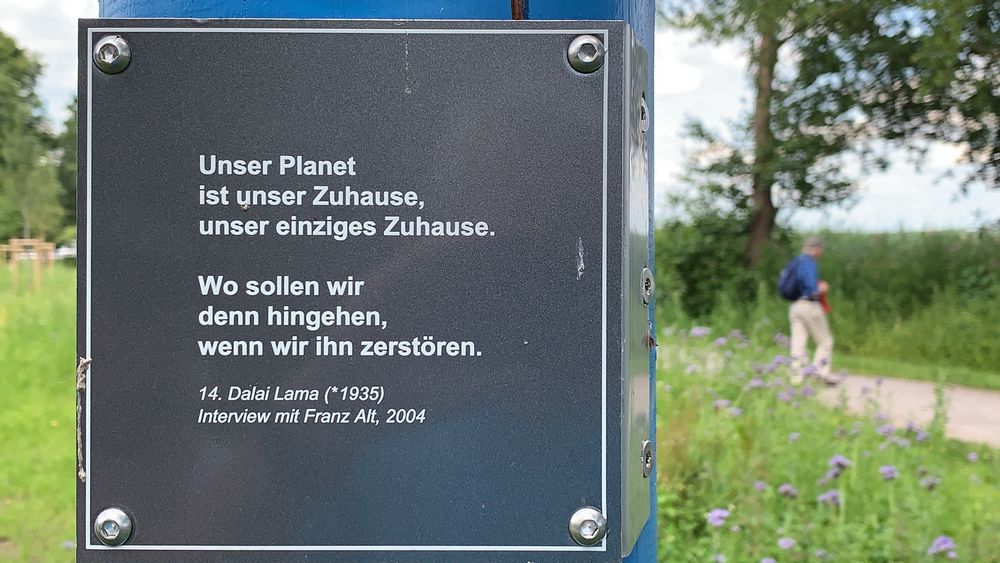 Unser Planet
ist unser Zuhause,
unser einziges Zuhause.
Wo sollen wir
denn hingehen,
wenn wir ihn zerstören.
14. Dalai Lama (*1935)
Interview mit Franz Alt, 2004